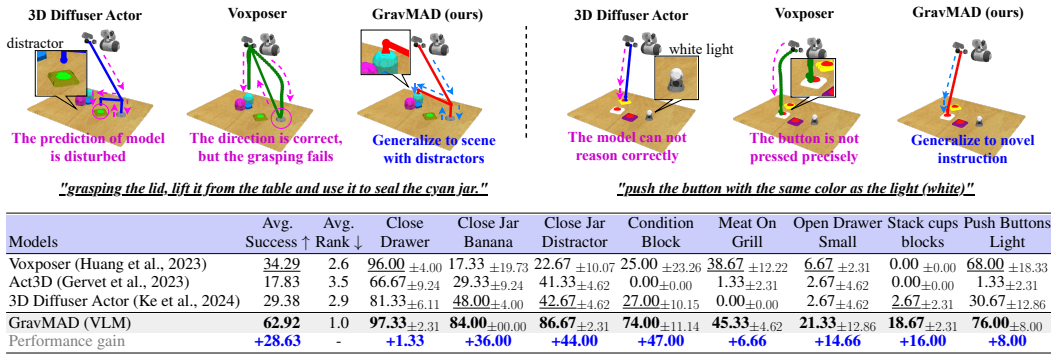 3D Diffuser Actor
Voxposer
GravMAD (ours)
3D Diffuser Actor
Voxposer
GravMAD (ours)
distractor
white light
The prediction of model
is disturbed
The direction is correct,
but the grasping fails
Generalize to scene
with distractors
The model can not
reason correctly
The button is not
pressed precisely
Generalize to novel
instruction
"grasping the lid, lift it from the table and use it to seal the cyan jar."
"push the button with the same color as the light (white)"
Models Avg. Success ↑ Avg. Rank ↓ Close Drawer Close Jar Banana Close Jar Distractor Condition Block Meat On Grill Open Drawer Small Stack cups blocks Push Buttons Light
Voxposer (Huang et al., 2023) 34.29 2.6 96.00 ±4.00 17.33 ±19.73 22.67 ±10.07 25.00 ±23.26 38.67 ±12.22 6.67 ±2.31 0.00 ±0.00 68.00 ±18.33
Act3D (Gervet et al., 2023) 17.83 3.5 66.67±9.24 29.33±9.24 41.33±4.62 0.00±0.00 1.33±2.31 2.67±4.62 0.00±0.00 1.33±2.31
3D Diffuser Actor (Ke et al., 2024) 29.38 2.9 81.33±6.11 48.00±4.00 42.67±4.62 27.00±10.15 0.00±0.00 2.67±4.62 2.67±2.31 30.67±12.86
GravMAD (VLM) 62.92 1.0 97.33±2.31 84.00±00.00 86.67±2.31 74.00±11.14 45.33±4.62 21.33±12.86 18.67±2.31 76.00±8.00
Performance gain +28.63 - +1.33 +36.00 +44.00 +47.00 +6.66 +14.66 +16.00 +8.00